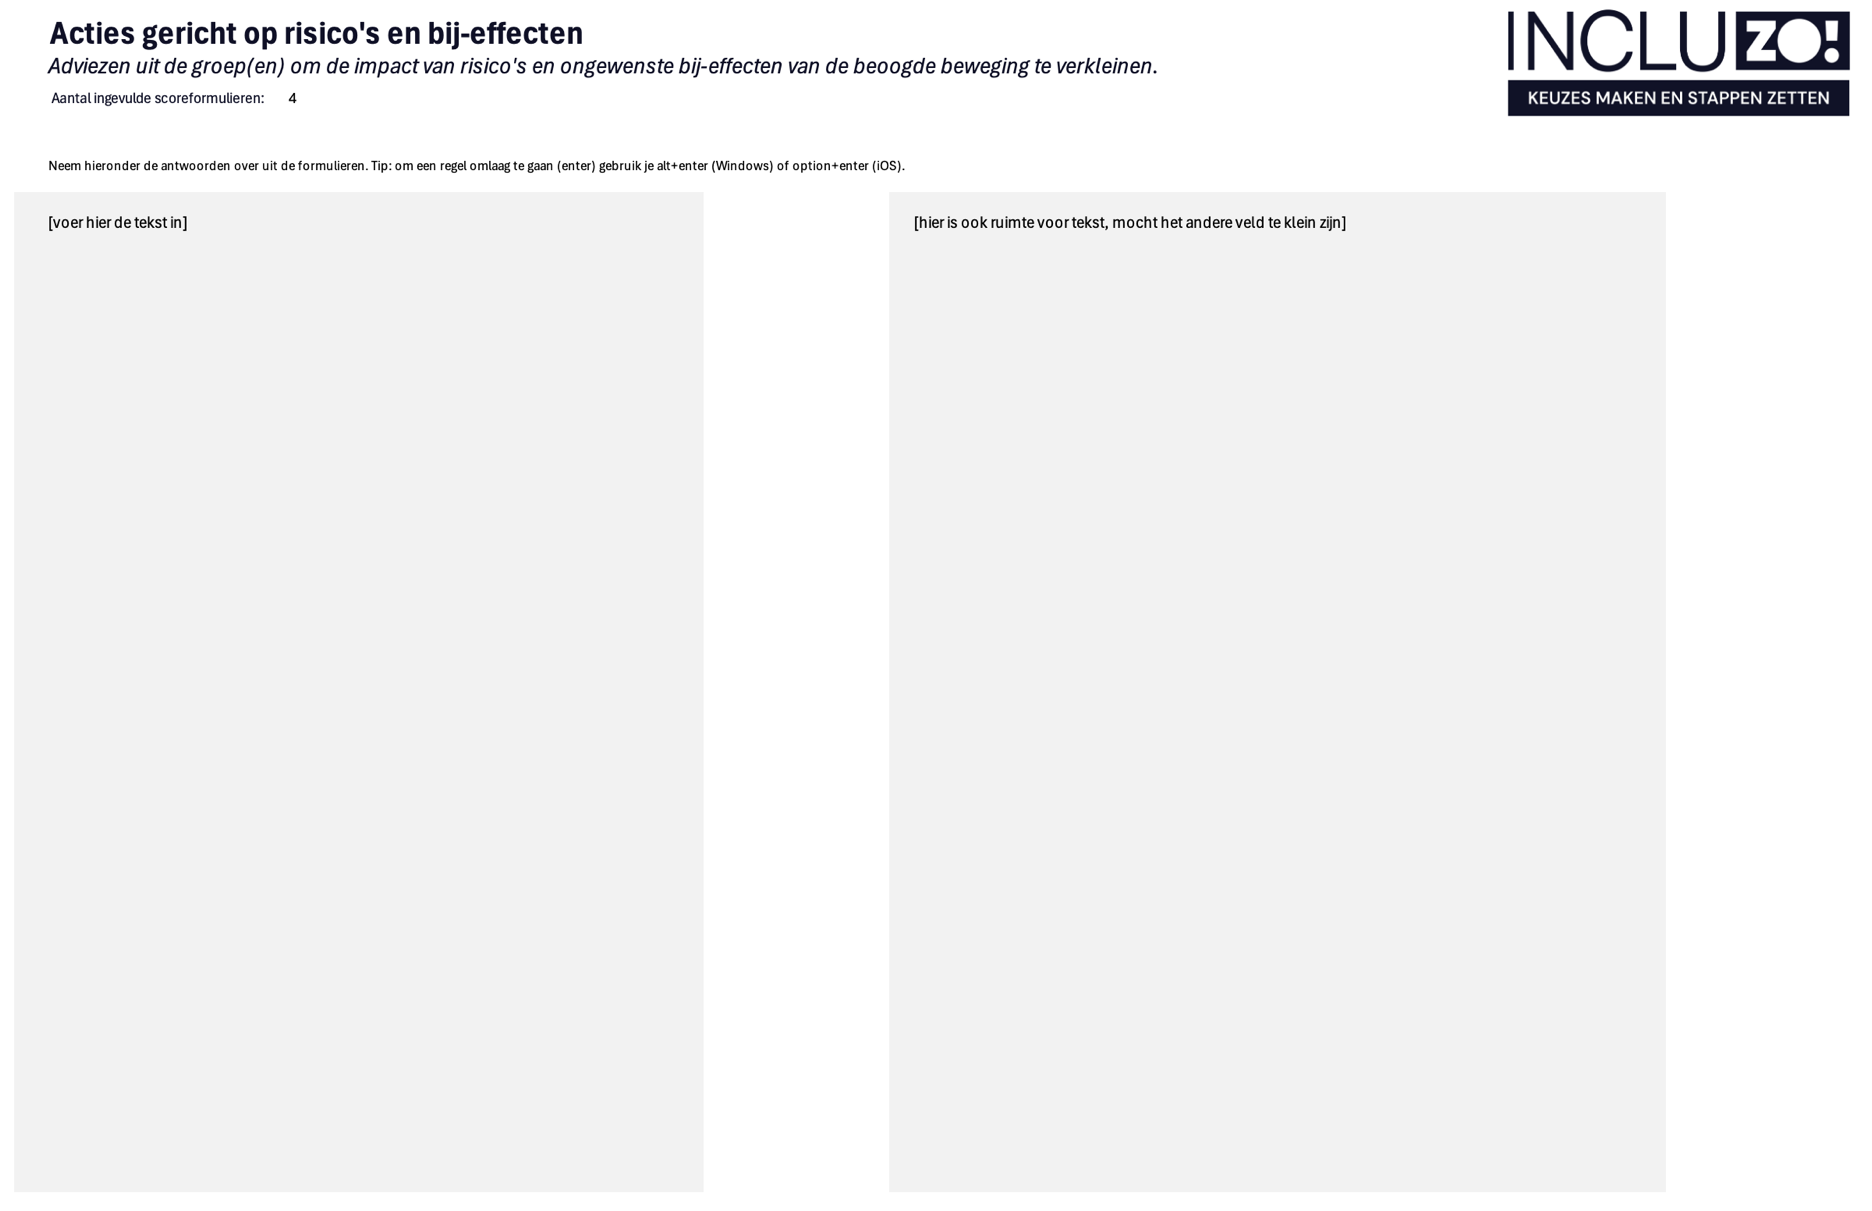 Acties gericht op risico's en bij-effecten
Adviezen uit de groep(en) om de impact van risico's en ongewenste bij-effecten van de beoogde beweging te verkleinen.
Aantal ingevulde scoreformulieren: 4
INCLUZO!
KEUZES MAKEN EN STAPPEN ZETTEN
Neem hieronder de antwoorden over uit de formulieren. Tip: om een regel omlaag te gaan (enter) gebruik je alt+enter (Windows) of option+enter (iOS).
[voer hier de tekst in]
[hier is ook ruimte voor tekst, mocht het andere veld te klein zijn]